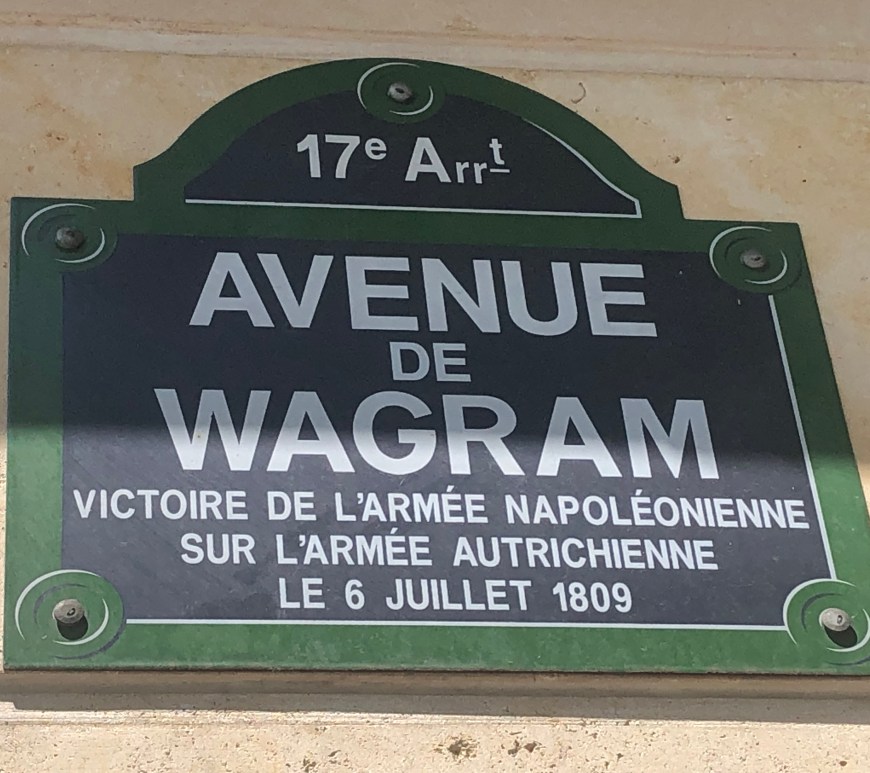 17e Arrt
AVENUE
DE
WAGRAM
VICTOIRE DE L'ARMÉE NAPOLÉONIENNE
SUR L'ARMÉE AUTRICHIENNE
LE 6 JUILLET 1809